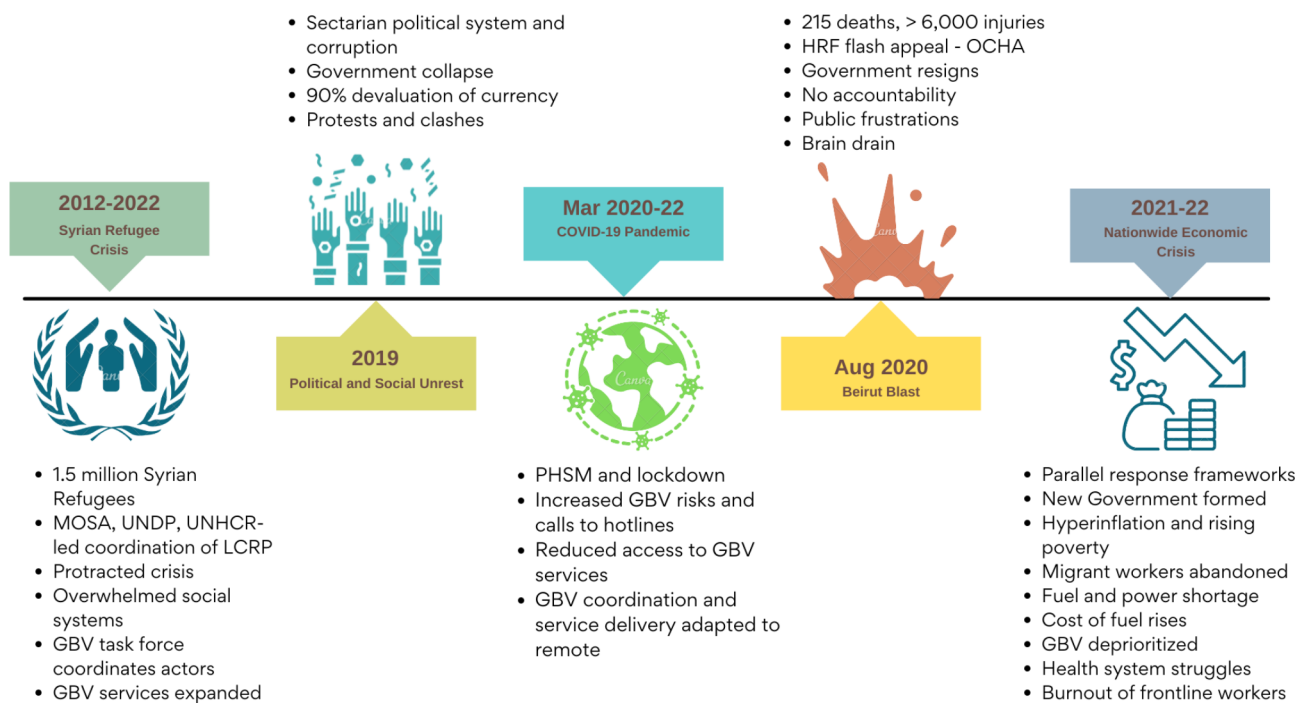 2012-2022
Syrian Refugee
Crisis
• 1.5 million Syrian
Refugees
• MOSA, UNDP, UNHCR-
led coordination of LCRP
• Protracted crisis
• Overwhelmed social
systems
• GBV task force
coordinates actors
• GBV services expanded
• Sectarian political system and
corruption
• Government collapse
• 90% devaluation of currency
• Protests and clashes
2019
Political and Social Unrest
Mar 2020-22
COVID-19 Pandemic
Canva
• PHSM and lockdown
• Increased GBV risks and
calls to hotlines
• Reduced access to GBV
services
• GBV coordination and
service delivery adapted to
remote
• 215 deaths, > 6,000 injuries
• HRF flash appeal - OCHA
• Government resigns
• No accountability
• Public frustrations
• Brain drain
Aug 2020
Beirut Blast
2021-22
Nationwide Economic
Crisis
• Parallel response frameworks
• New Government formed
• Hyperinflation and rising
poverty
• Migrant workers abandoned
• Fuel and power shortage
• Cost of fuel rises
• GBV deprioritized
• Health system struggles
• Burnout of frontline workers